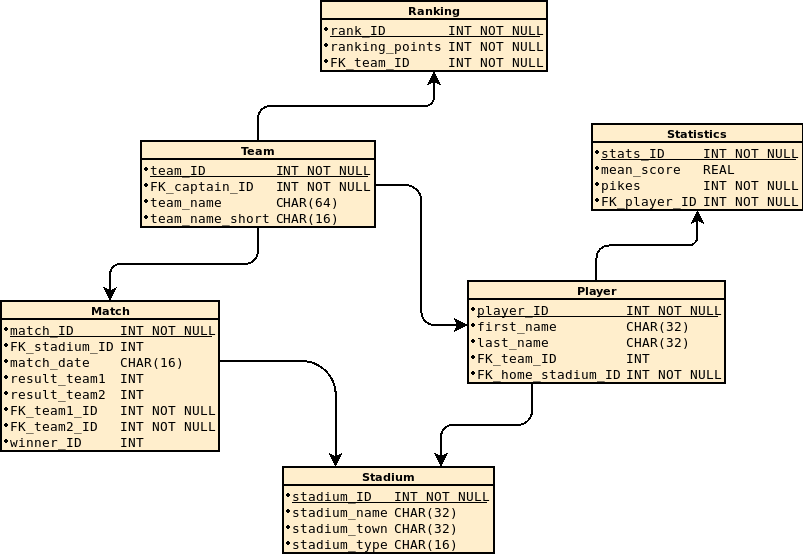 Ranking
rank_ID INT NOT NULL
ranking_points INT NOT NULL
FK_team_ID INT NOT NULL
Statistics
stats_ID INT NOT NULL
mean_score REAL
pikes INT NOT NULL
FK_player_ID INT NOT NULL
Team
team_ID INT NOT NULL
FK_captain_ID INT NOT NULL
team_name CHAR(64)
team_name_short CHAR(16)
Player
player_ID INT NOT NULL
first_name CHAR(32)
last_name CHAR(32)
FK_team_ID INT
FK_home_stadium_ID INT NOT NULL
Match
match_ID INT NOT NULL
FK_stadium_ID INT
match_date CHAR(16)
result_team1 INT
result_team2 INT
FK_team1_ID INT NOT NULL
FK_team2_ID INT NOT NULL
winner_ID INT
Stadium
stadium_ID INT NOT NULL
stadium_name CHAR(32)
stadium_town CHAR(32)
stadium_type CHAR(16)